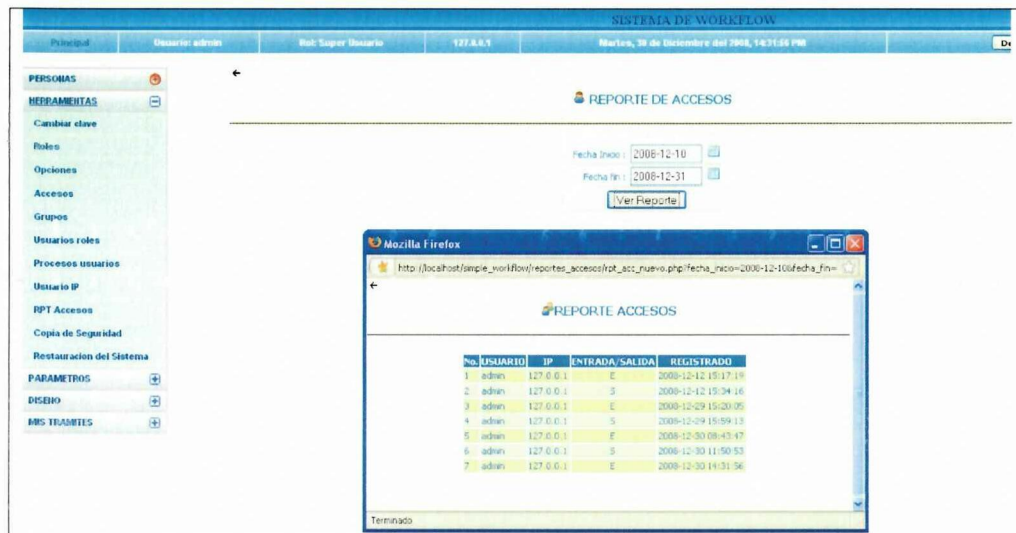 SISTEMA DE WORKFLOW
Principal Usuario: admin Rol: Super Usuario 127.0.0.1 Martes, 30 de Diciembre del 2008, PM De
PERSONAS
HERRAMIENTAS
Cambiar clave
Roles
Opciones
Accesos
Grupos
Usuarios roles
Procesos usuarios
Usuario IP
RPT Accesos
Copia de Seguridad
Restauracion del Sistema
PARAMETROS
DISEÑO
MIS TRAMITES
REPORTE DE ACCESOS
Fecha Inicio : 2008-12-10
Fecha fin : 2008-12-31
Ver Reporte
Mozilla Firefox
http://localhost/simple_workflow/reportes_accesos/rpt_acc_nuevo.php?fecha_inicio=2008-12-10&fecha_fin=
REPORTE ACCESOS
No. USUARIO IP ENTRADA/SALIDA REGISTRADO
1 admin 127.0.0.1 E 2008-12-12 15:17:19
2 admin 127.0.0.1 S 2008-12-12 15:34:16
3 admin 127.0.0.1 E 2008-12-29 15:20:05
4 admin 127.0.0.1 S 2008-12-29 15:59:13
5 admin 127.0.0.1 E 2008-12-30 08:43:47
6 admin 127.0.0.1 S 2008-12-30 11:50:53
7 admin 127.0.0.1 E 2008-12-30 14:31:56
Terminado